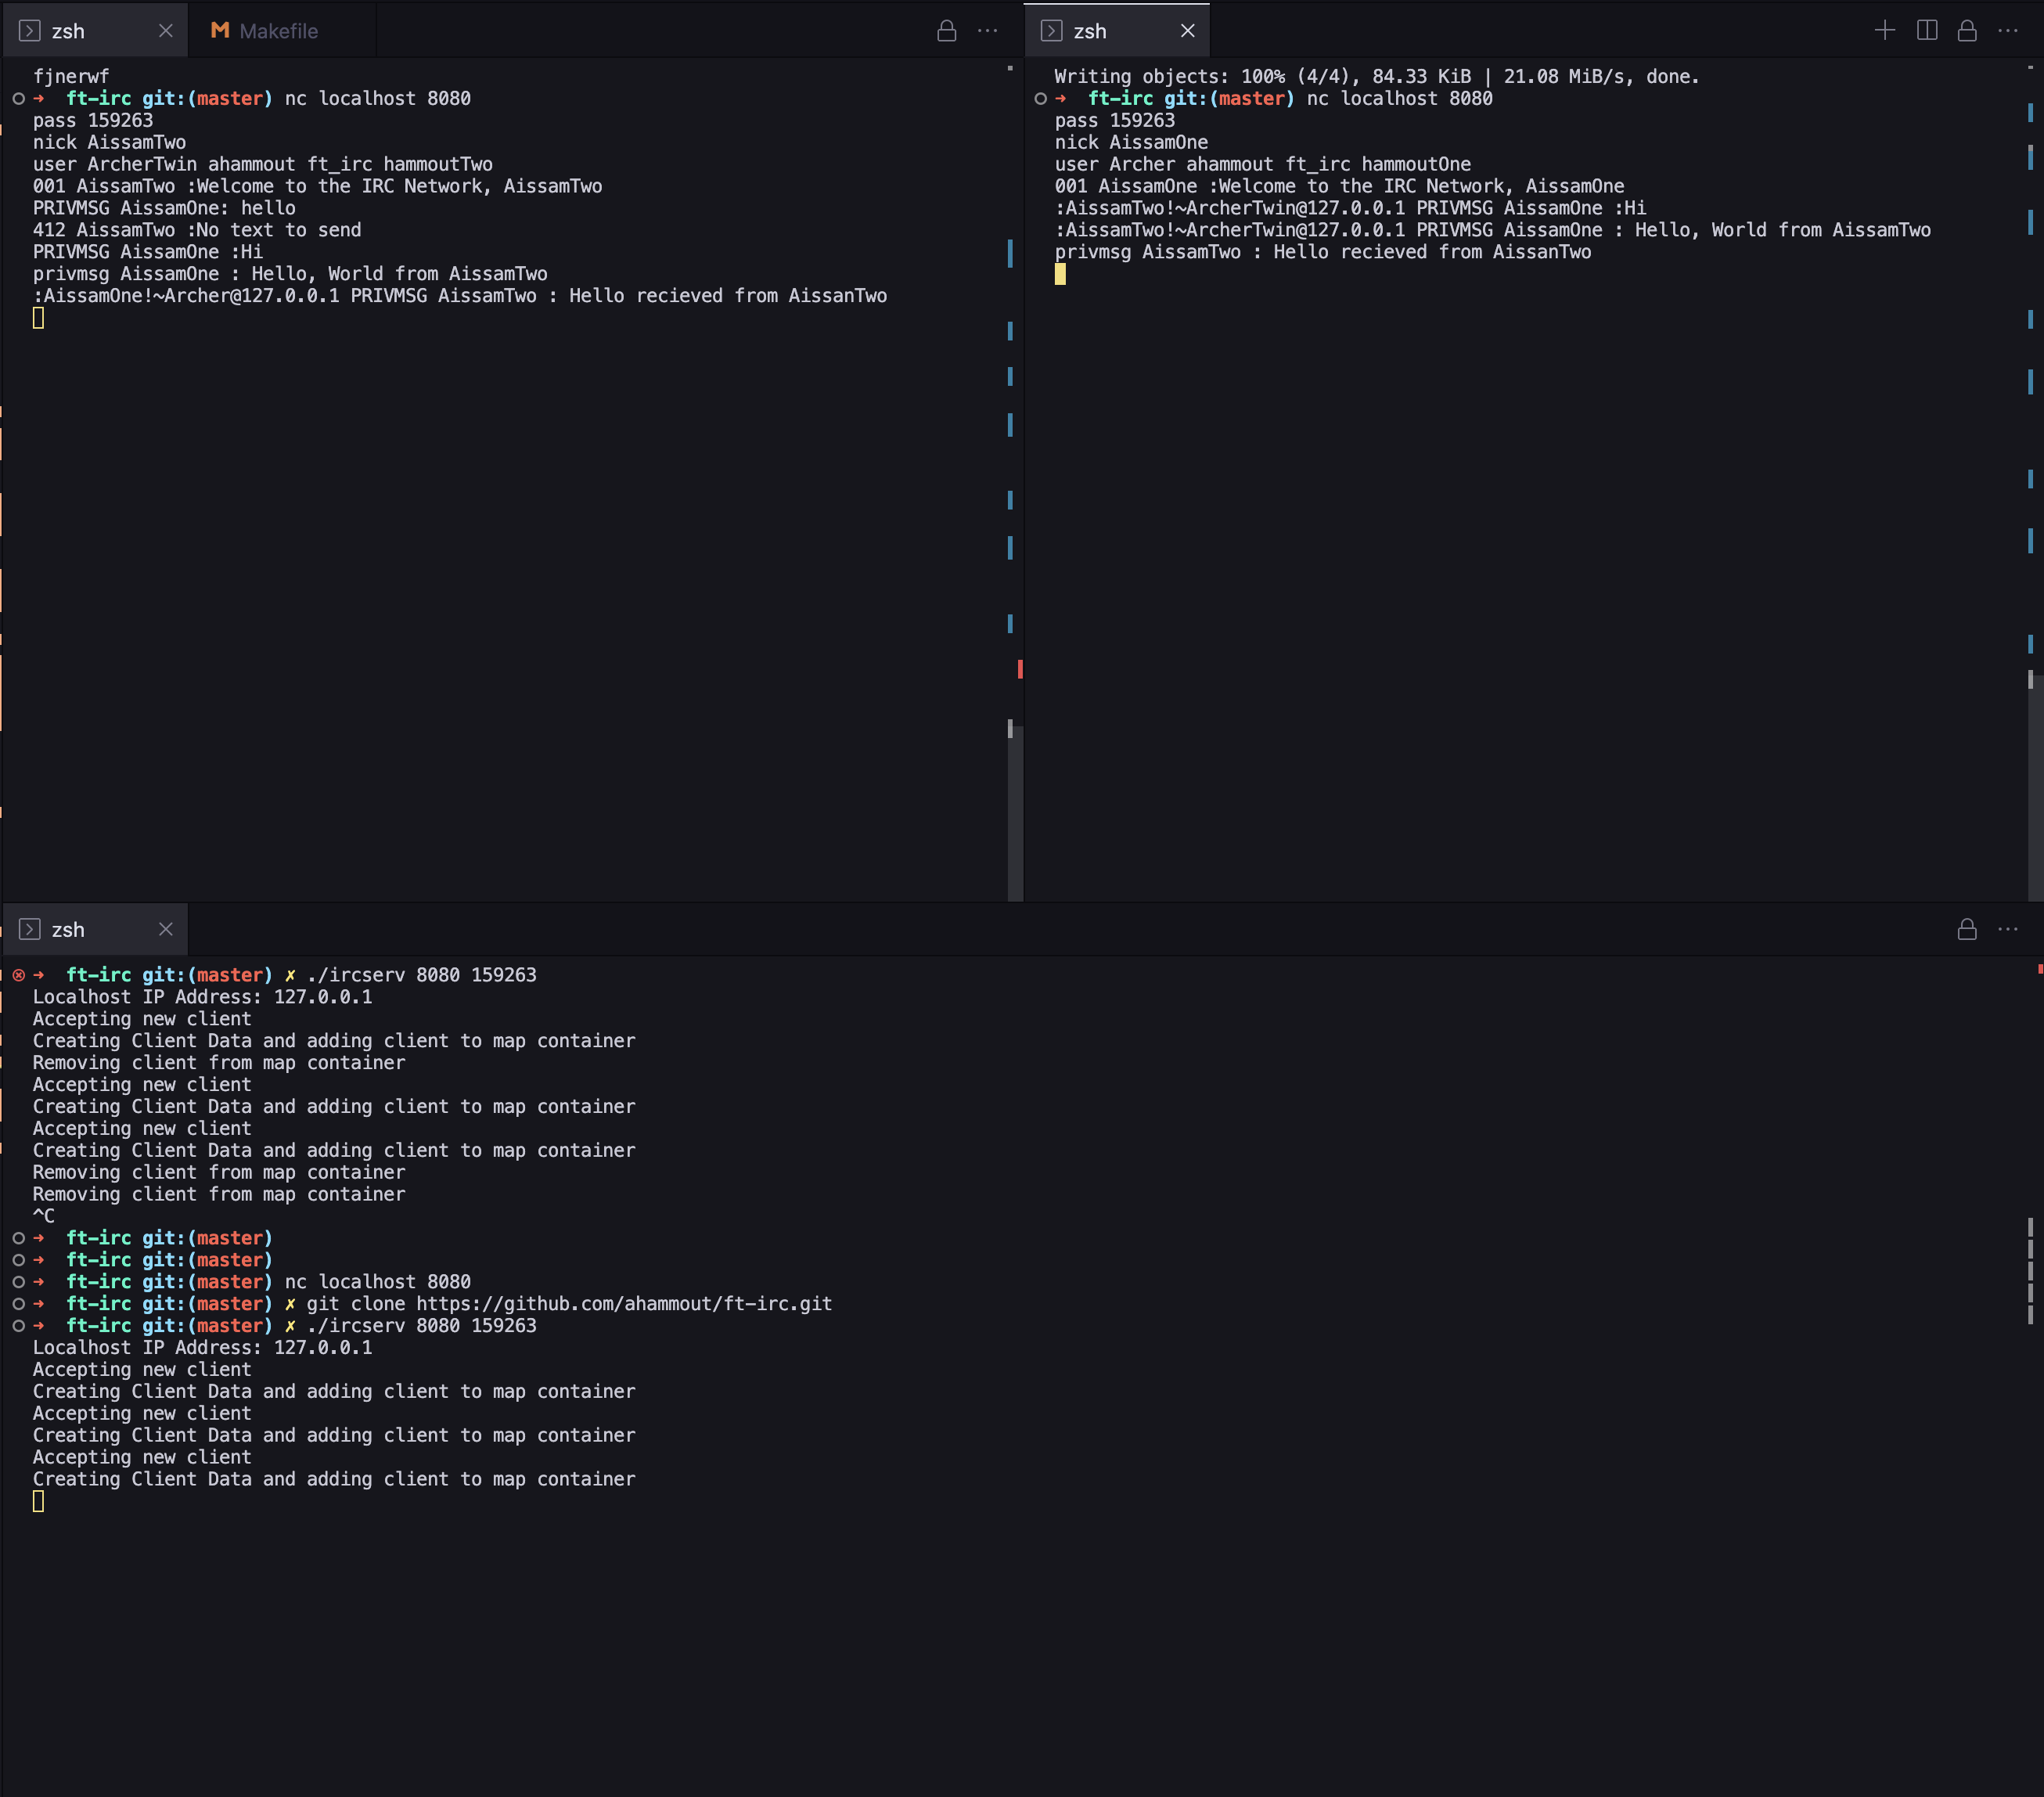 zsh
Makefile
fjnerwf
➜ ft-irc git:(master) nc localhost 8080
pass 159263
nick AissamTwo
user ArcherTwin ahammout ft_irc hammoutTwo
001 AissamTwo :Welcome to the IRC Network, AissamTwo
PRIVMSG AissamOne: hello
412 AissamTwo :No text to send
PRIVMSG AissamOne :Hi
privmsg AissamOne : Hello, World from AissamTwo
:AissamOne!~Archer@127.0.0.1 PRIVMSG AissamTwo : Hello recieved from AissanTwo
zsh
Writing objects: 100% (4/4), 84.33 KiB | 21.08 MiB/s, done.
➜ ft-irc git:(master) nc localhost 8080
pass 159263
nick AissamOne
user Archer ahammout ft_irc hammoutOne
001 AissamOne :Welcome to the IRC Network, AissamOne
:AissamTwo!~ArcherTwin@127.0.0.1 PRIVMSG AissamOne :Hi
:AissamTwo!~ArcherTwin@127.0.0.1 PRIVMSG AissamOne : Hello, World from AissamTwo
privmsg AissamTwo : Hello recieved from AissanTwo
zsh
➜ ft-irc git:(master) ✗ ./ircserv 8080 159263
Localhost IP Address: 127.0.0.1
Accepting new client
Creating Client Data and adding client to map container
Removing client from map container
Accepting new client
Creating Client Data and adding client to map container
Accepting new client
Creating Client Data and adding client to map container
Removing client from map container
Removing client from map container
^C
➜ ft-irc git:(master)
➜ ft-irc git:(master)
➜ ft-irc git:(master) nc localhost 8080
➜ ft-irc git:(master) ✗ git clone https://github.com/ahammout/ft-irc.git
➜ ft-irc git:(master) ✗ ./ircserv 8080 159263
Localhost IP Address: 127.0.0.1
Accepting new client
Creating Client Data and adding client to map container
Accepting new client
Creating Client Data and adding client to map container
Accepting new client
Creating Client Data and adding client to map container